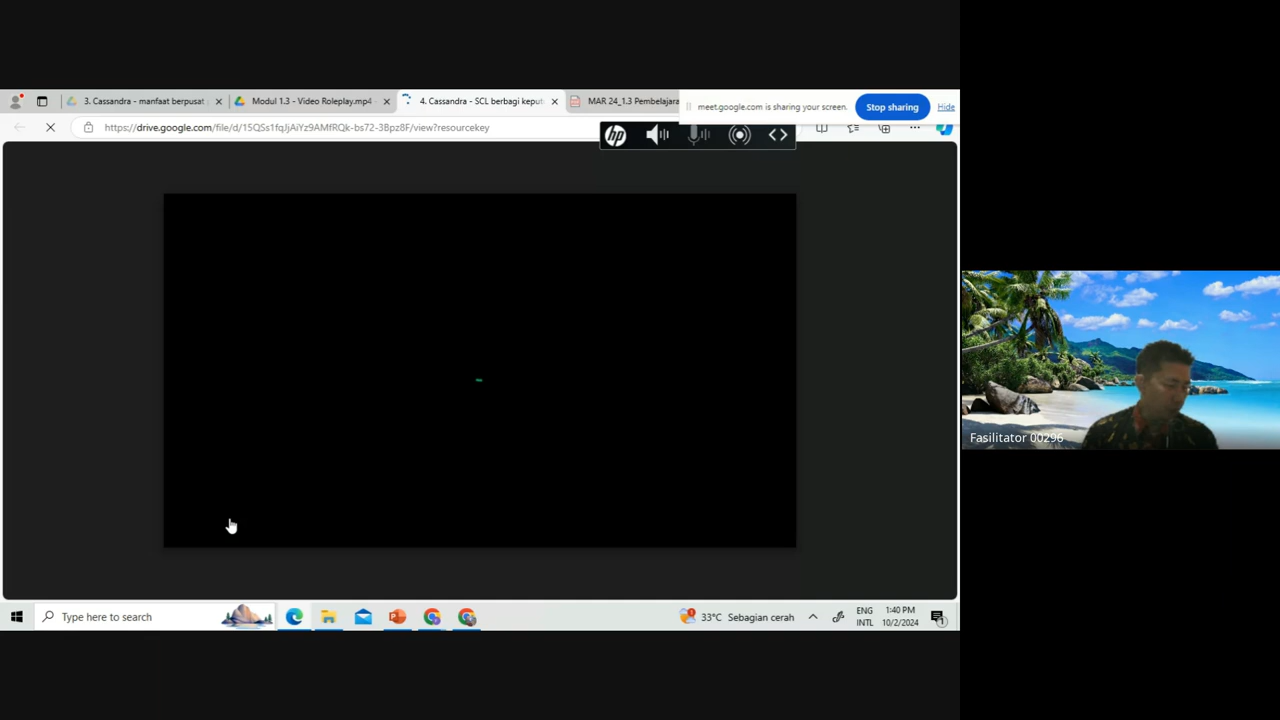 3. Cassandra - manfaat berpusat
Modul 1.3 - Video Roleplay.mp4 -
4. Cassandra - SCL berbagi keput
MAR 24_1.3 Pembelajara
meet.google.com is sharing your screen.
Stop sharing
Hide
https://drive.google.com/file/d/15QSs1fqJjAiYz9AMfRQk-bs72-3Bpz8F/view?resourcekey
hp
Fasilitator 00296
Type here to search
33°C Sebagian cerah
ENG
INTL
1:40 PM
10/2/2024